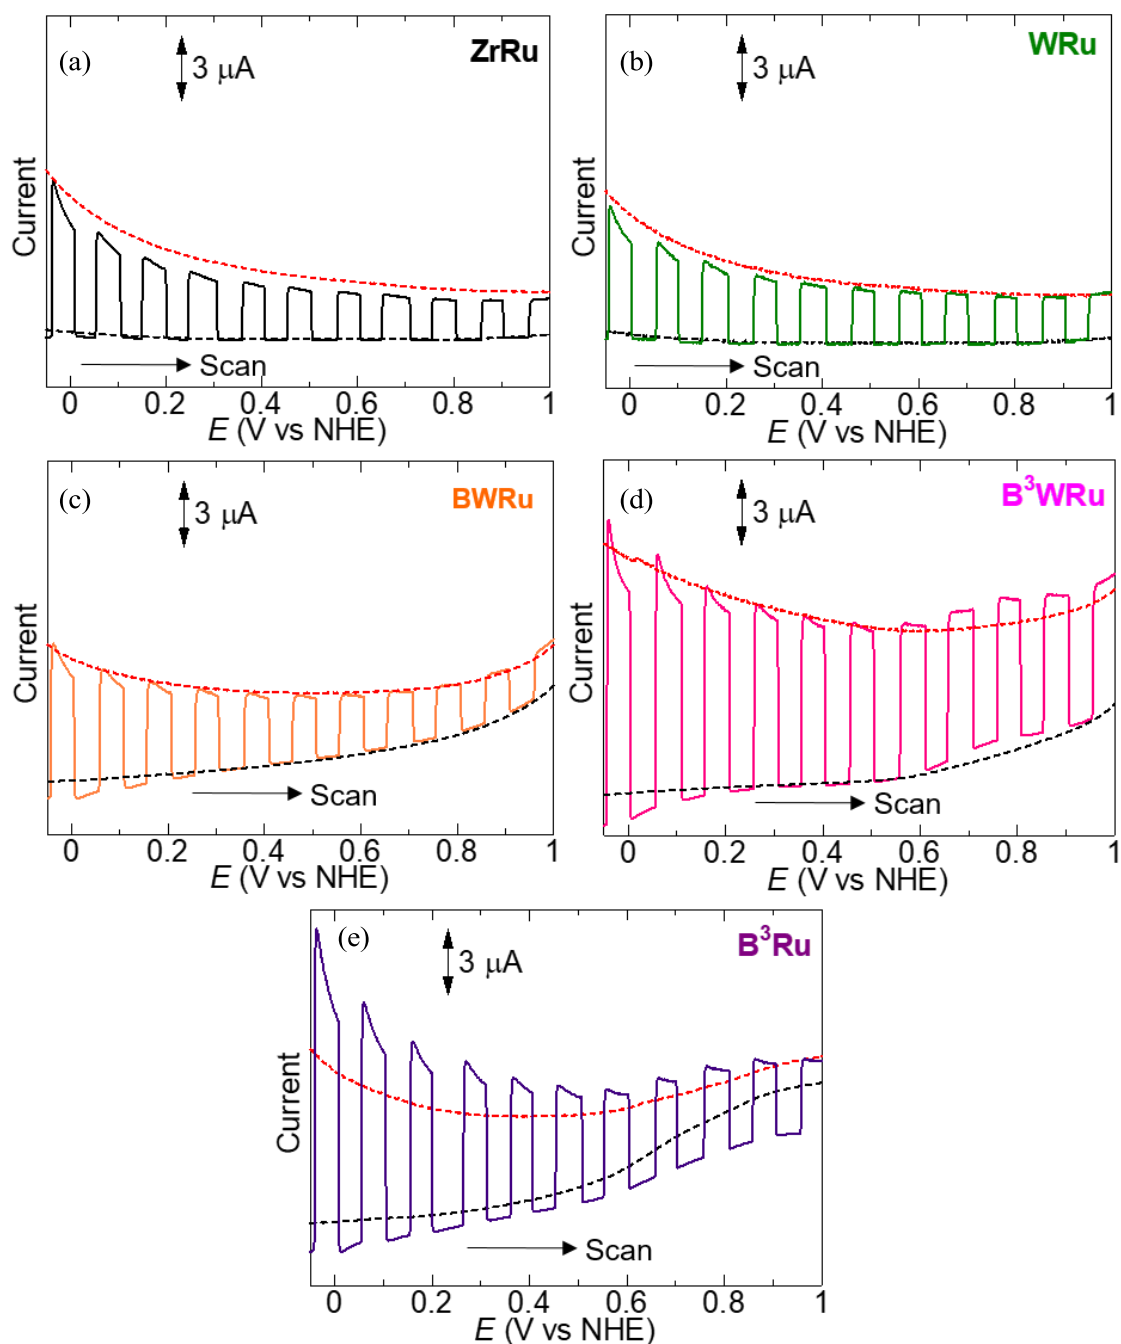 (a)
3 μA
ZrRu
Current
Scan
0 0.2 0.4 0.6 0.8 1
E (V vs NHE)
(b)
3 μA
WRu
Current
Scan
0 0.2 0.4 0.6 0.8 1
E (V vs NHE)
(c)
3 μA
BWRu
Current
Scan
0 0.2 0.4 0.6 0.8 1
E (V vs NHE)
(d)
3 μA
B³WRu
Current
Scan
0 0.2 0.4 0.6 0.8 1
E (V vs NHE)
(e)
3 μA
B³Ru
Current
Scan
0 0.2 0.4 0.6 0.8 1
E (V vs NHE)